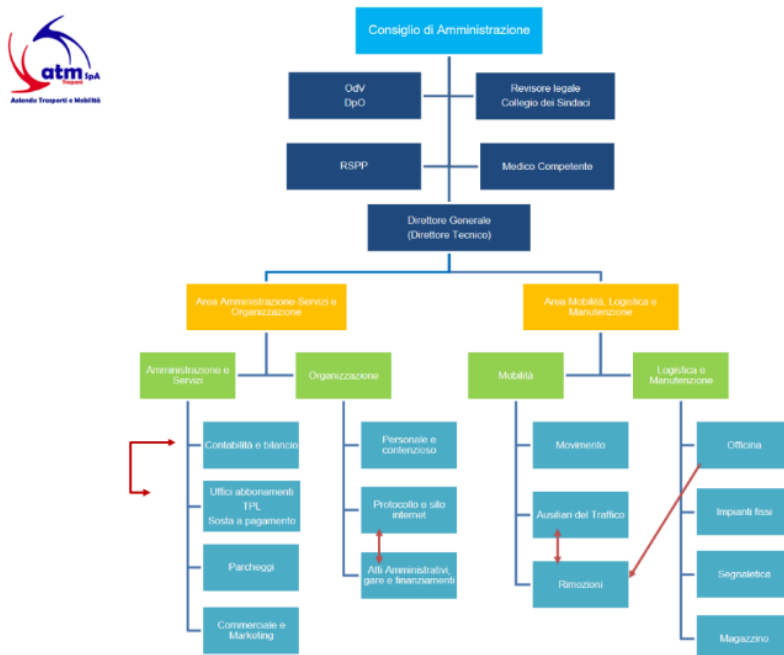 atm SpA
Trapani
Azienda Trasporti e Mobilità
Consiglio di Amministrazione
OdV
DpO
Revisore legale
Collegio dei Sindaci
RSPP
Medico Competente
Direttore Generale
(Direttore Tecnico)
Area Amministrazione-Servizi e
Organizzazione
Area Mobilità, Logistica e
Manutenzione
Amministrazione e
Servizi
Organizzazione
Mobilità
Logistica e
Manutenzione
Contabilità e bilancio
Uffici abbonamenti
TPL
Sosta a pagamento
Parcheggi
Commerciale e
Marketing
Personale e
contenzioso
Protocollo e sito
internet
Atti Amministrativi,
gare e finanziamenti
Movimento
Ausiliari del Traffico
Rimozioni
Officina
Impianti fissi
Segnaletica
Magazzino